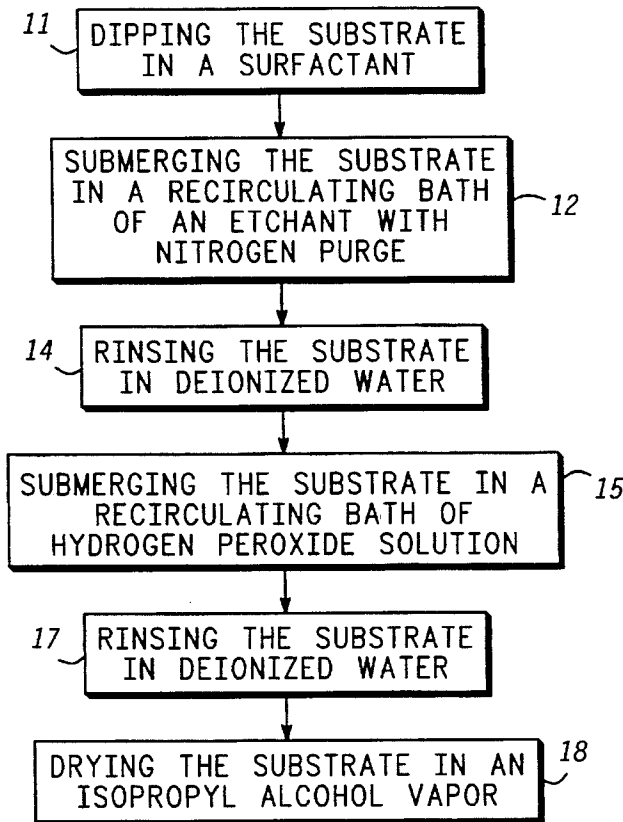 11
DIPPING THE SUBSTRATE
IN A SURFACTANT
SUBMERGING THE SUBSTRATE
IN A RECIRCULATING BATH
OF AN ETCHANT WITH
NITROGEN PURGE
12
14
RINSING THE SUBSTRATE
IN DEIONIZED WATER
SUBMERGING THE SUBSTRATE IN A
RECIRCULATING BATH OF
HYDROGEN PEROXIDE SOLUTION
15
17
RINSING THE SUBSTRATE
IN DEIONIZED WATER
DRYING THE SUBSTRATE IN AN
ISOPROPYL ALCOHOL VAPOR
18